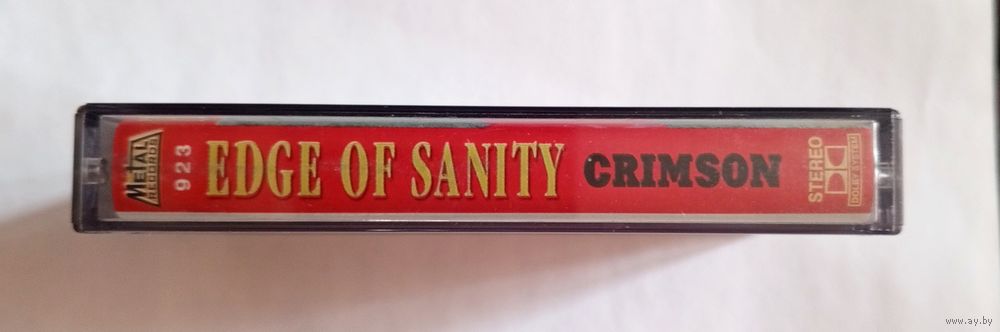 METAL
RECORDS
923
EDGE OF SANITY CRIMSON
STEREO
DOLBY SYSTEM
www.ay.by